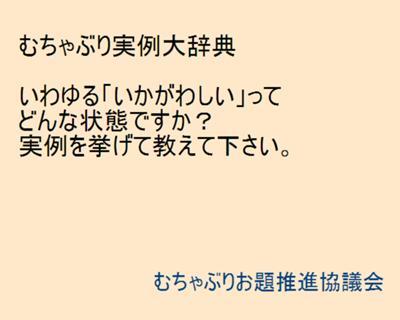 むちゃぶり実例大辞典
いわゆる「いかがわしい」って
どんな状態ですか？
実例を挙げて教えて下さい。
むちゃぶりお題推進協議会